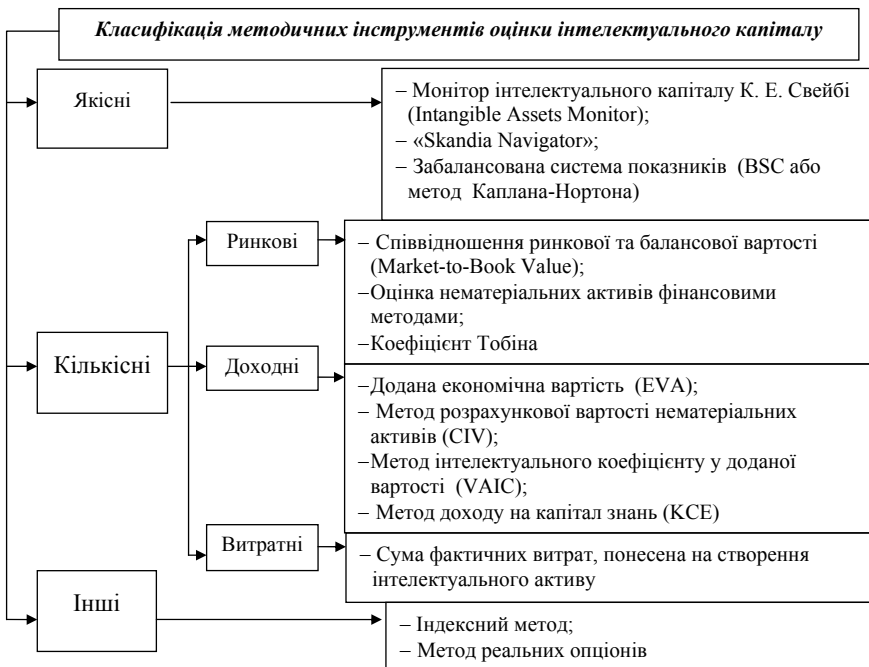 Класифікація методичних інструментів оцінки інтелектуального капіталу
Якісні
– Монітор інтелектуального капіталу К. Е. Свейбі
(Intangible Assets Monitor);
– «Skandia Navigator»;
– Забалансована система показників (BSC або
метод Каплана-Нортона)
Кількісні
Ринкові
– Співвідношення ринкової та балансової вартості
(Market-to-Book Value);
–Оцінка нематеріальних активів фінансовими
методами;
–Коефіцієнт Тобіна
Доходні
–Додана економічна вартість (EVA);
– Метод розрахункової вартості нематеріальних
активів (CIV);
–Метод інтелектуального коефіцієнту у доданої
вартості (VAIC);
– Метод доходу на капітал знань (KCE)
Витратні
– Сума фактичних витрат, понесена на створення
інтелектуального активу
Інші
– Індексний метод;
– Метод реальних опціонів